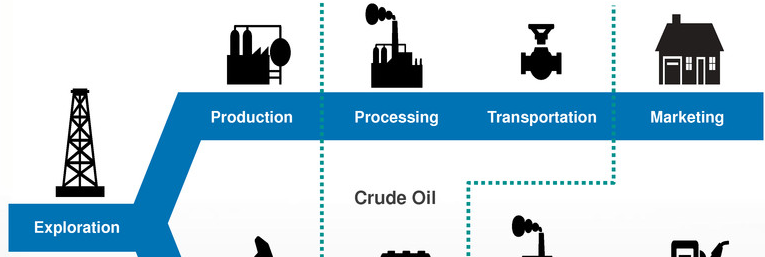 Production
Processing
Transportation
Marketing
Crude Oil
Exploration